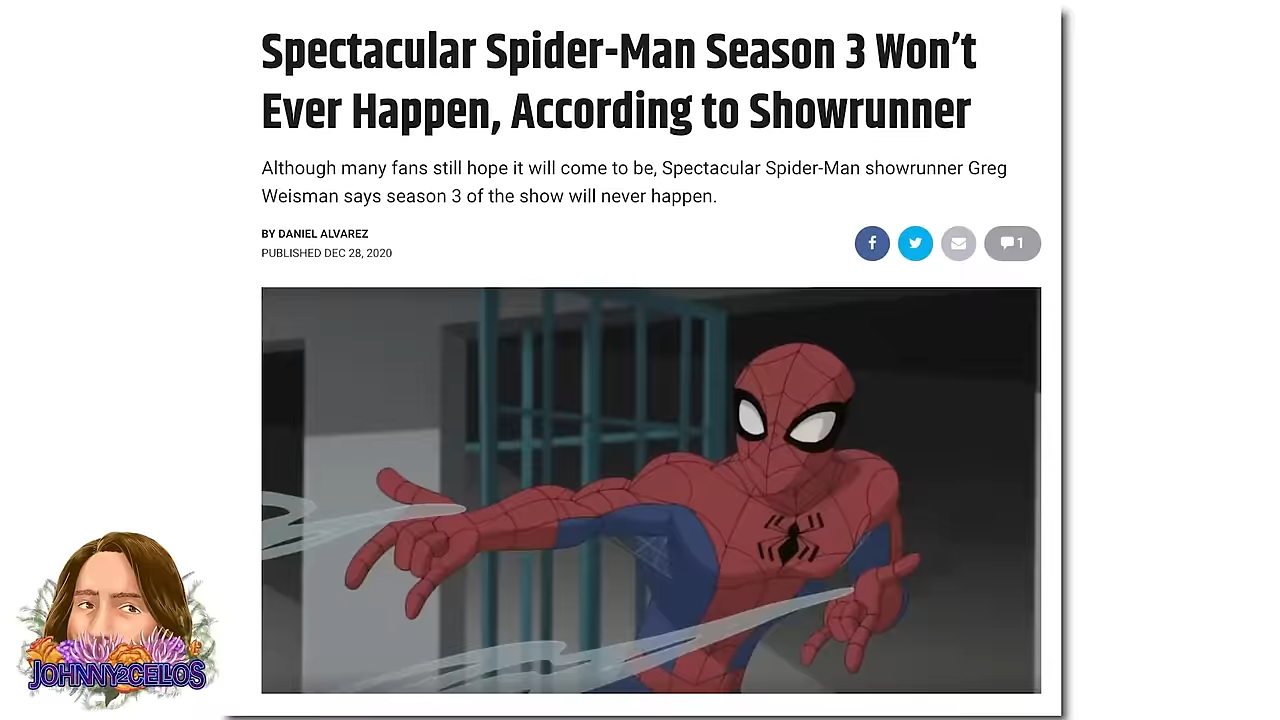 Spectacular Spider-Man Season 3 Won’t
Ever Happen, According to Showrunner
Although many fans still hope it will come to be, Spectacular Spider-Man showrunner Greg
Weisman says season 3 of the show will never happen.
BY DANIEL ALVAREZ
PUBLISHED DEC 28, 2020
f
1
JOHNNY2CELLOS